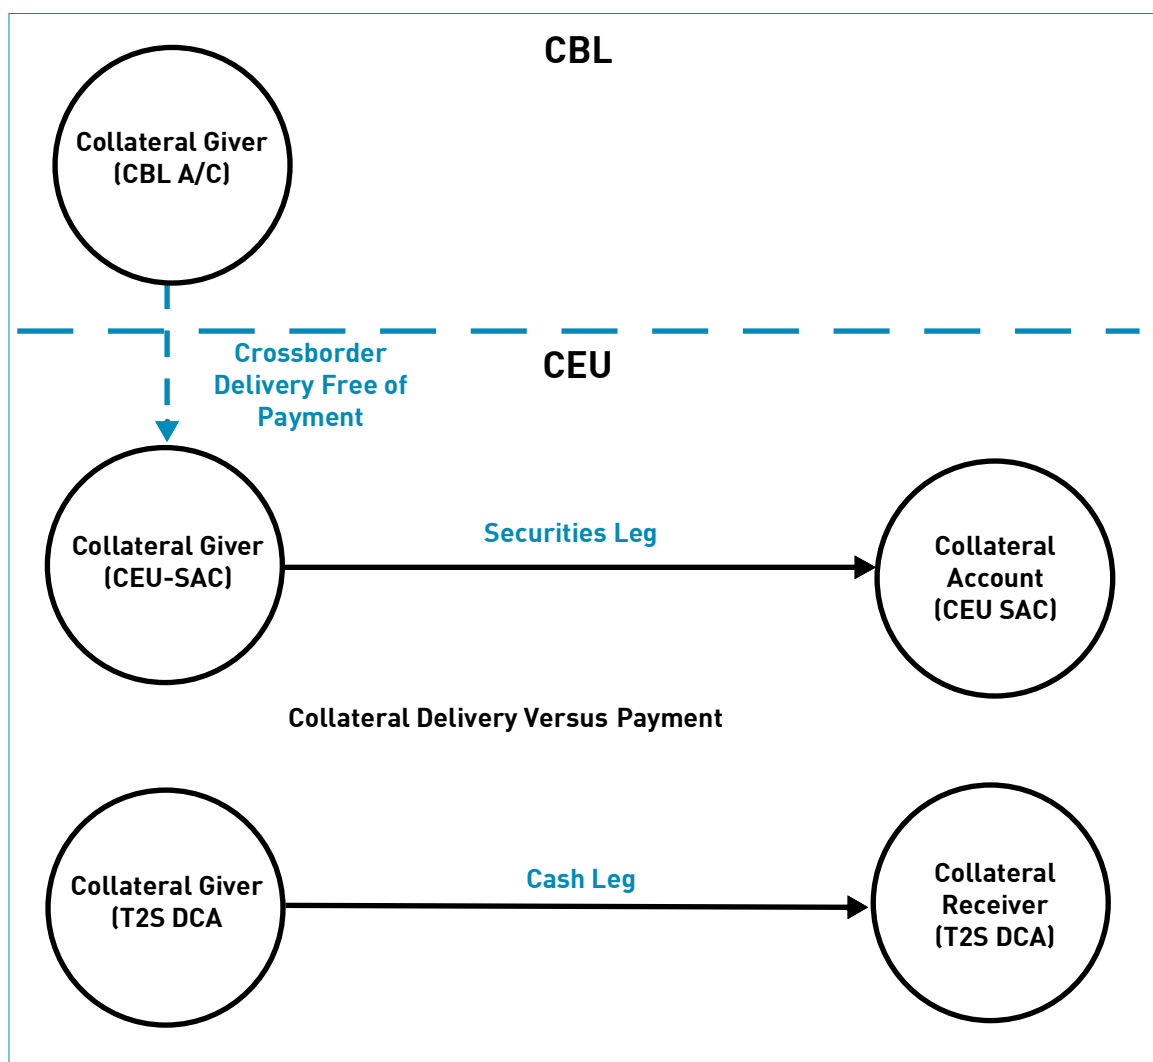 CBL
Collateral Giver
(CBL A/C)
Crossborder
Delivery Free of
Payment
CEU
Collateral Giver
(CEU-SAC)
Securities Leg
Collateral
Account
(CEU SAC)
Collateral Delivery Versus Payment
Collateral Giver
(T2S DCA
Cash Leg
Collateral
Receiver
(T2S DCA)